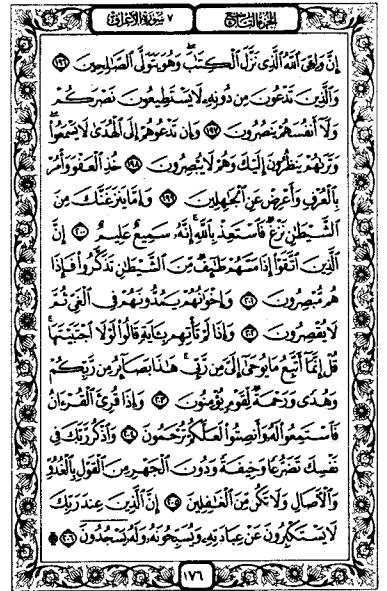 الجزء التاسع ٧ سورة الأعراف
إِنَّ وَلِـِّۧيَ ٱللَّهُ ٱلَّذِى نَزَّلَ ٱلْكِتَٰبَ وَهُوَ يَتَوَلَّى ٱلصَّٰلِحِينَ ١٩٦
وَٱلَّذِينَ تَدْعُونَ مِن دُونِهِۦ لَا يَسْتَطِيعُونَ نَصْرَكُمْ
وَلَآ أَنفُسَهُمْ يَنصُرُونَ ١٩٧ وَإِن تَدْعُوهُمْ إِلَى ٱلْهُدَىٰ لَا يَسْمَعُوا۟
وَتَرَىٰهُمْ يَنظُرُونَ إِلَيْكَ وَهُمْ لَا يُبْصِرُونَ ١٩٨ خُذِ ٱلْعَفْوَ وَأْمُرْ
بِٱلْعُرْفِ وَأَعْرِضْ عَنِ ٱلْجَٰهِلِينَ ١٩٩ وَإِمَّا يَنزَغَنَّكَ مِنَ
ٱلشَّيْطَٰنِ نَزْغٌ فَٱسْتَعِذْ بِٱللَّهِ إِنَّهُۥ سَمِيعٌ عَلِيمٌ ٢٠٠ إِنَّ
ٱلَّذِينَ ٱتَّقَوْا۟ إِذَا مَسَّهُمْ طَٰٓئِفٌ مِّنَ ٱلشَّيْطَٰنِ تَذَكَّرُوا۟ فَإِذَا
هُم مُّبْصِرُونَ ٢٠١ وَإِخْوَٰنُهُمْ يَمُدُّونَهُمْ فِى ٱلْغَىِّ ثُمَّ
لَا يُقْصِرُونَ ٢٠٢ وَإِذَا لَمْ تَأْتِهِم بِـَٔايَةٍ قَالُوا۟ لَوْلَا ٱجْتَبَيْتَهَا
قُلْ إِنَّمَآ أَتَّبِعُ مَا يُوحَىٰٓ إِلَىَّ مِن رَّبِّى هَٰذَا بَصَآئِرُ مِن رَّبِّكُمْ
وَهُدًى وَرَحْمَةٌ لِّقَوْمٍ يُؤْمِنُونَ ٢٠٣ وَإِذَا قُرِئَ ٱلْقُرْءَانُ
فَٱسْتَمِعُوا۟ لَهُۥ وَأَنصِتُوا۟ لَعَلَّكُمْ تُرْحَمُونَ ٢٠٤ وَٱذْكُر رَّبَّكَ فِى
نَفْسِكَ تَضَرُّعًا وَخِيفَةً وَدُونَ ٱلْجَهْرِ مِنَ ٱلْقَوْلِ بِٱلْغُدُوِّ
وَٱلْءَاصَالِ وَلَا تَكُن مِّنَ ٱلْغَٰفِلِينَ ٢٠٥ إِنَّ ٱلَّذِينَ عِندَ رَبِّكَ
لَا يَسْتَكْبِرُونَ عَنْ عِبَادَتِهِۦ وَيُسَبِّحُونَهُۥ وَلَهُۥ يَسْجُدُونَ ۩ ٢٠٦
١٧٦